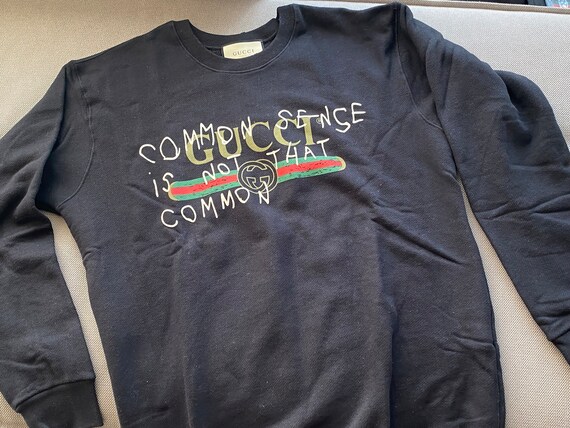 GUCCI
COMMON SENSE
GUCCI
iS NOT THAT
COMMON